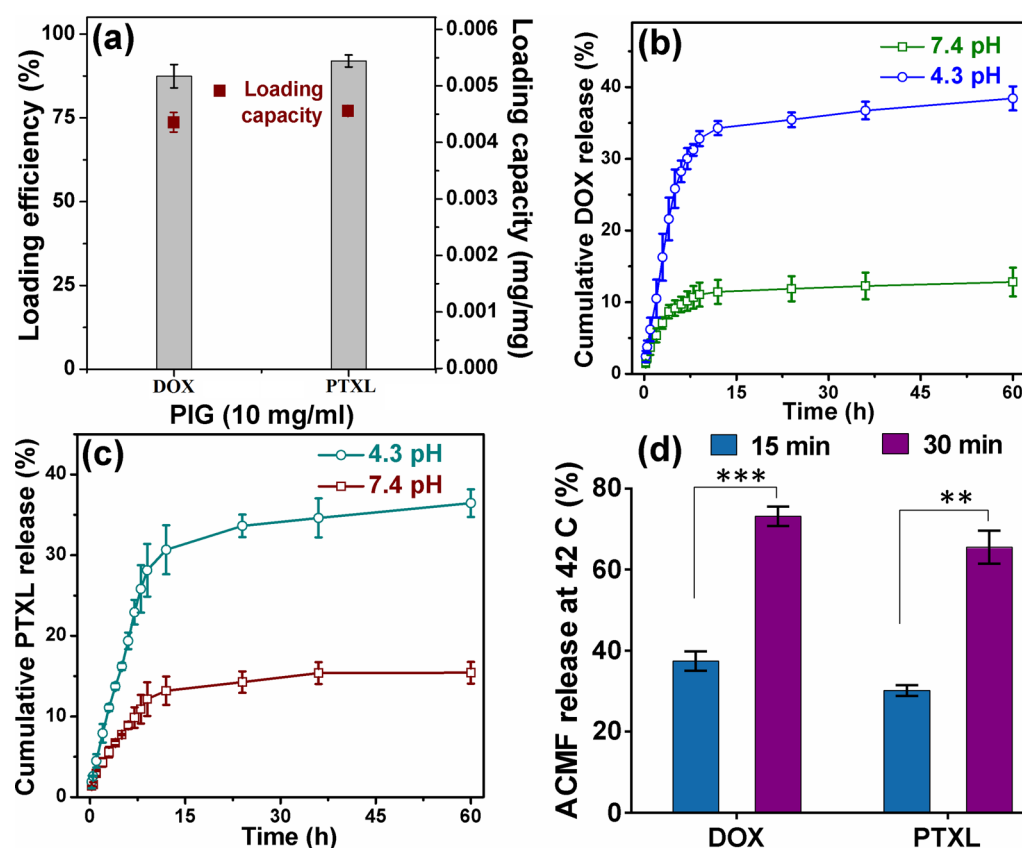 (a)
Loading efficiency (%)
100
75
50
25
0
Loading
capacity
0.006
0.005
0.004
0.003
0.002
0.001
0.000
Loading capacity (mg/mg)
DOX
PTXL
PIG (10 mg/ml)
(b)
7.4 pH
4.3 pH
Cumulative DOX release (%)
40
30
20
10
0
0
15
30
45
60
Time (h)
(c)
4.3 pH
7.4 pH
Cumulative PTXL release (%)
40
30
20
10
0
0
15
30
45
60
Time (h)
(d)
15 min
30 min
ACMF release at 42 C (%)
80
60
40
20
0
***
**
DOX
PTXL